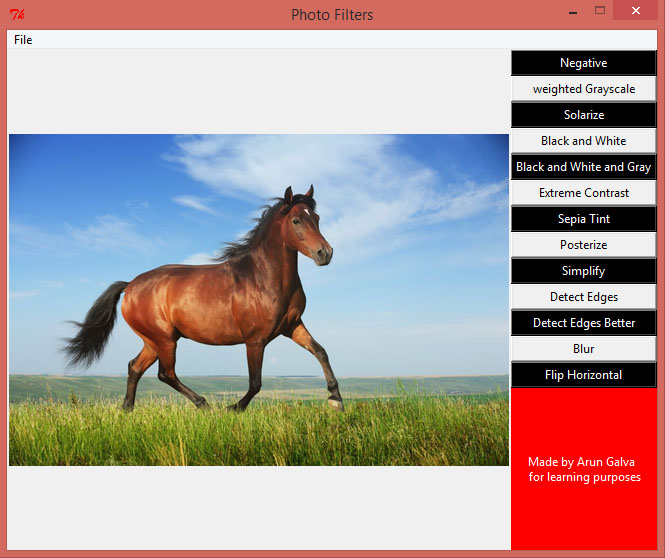 Photo Filters
File
Negative
weighted Grayscale
Solarize
Black and White
Black and White and Gray
Extreme Contrast
Sepia Tint
Posterize
Simplify
Detect Edges
Detect Edges Better
Blur
Flip Horizontal
Made by Arun Galva
for learning purposes